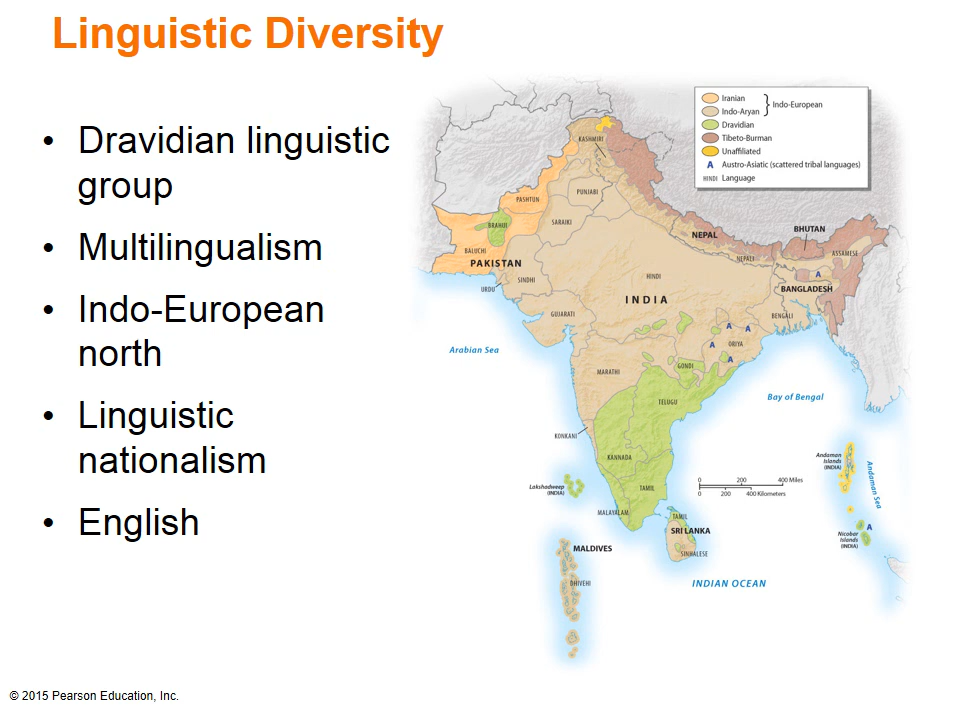 Linguistic Diversity
• Dravidian linguistic
group
• Multilingualism
• Indo-European
north
• Linguistic
nationalism
• English
Iranian
Indo-Aryan
Indo-European
Dravidian
Tibeto-Burman
Unaffiliated
A Austro-Asiatic (scattered tribal languages)
HINDI Language
KASHMIRI
PASHTUN
PUNJABI
SARAIKI
BRAHUI
BALUCHI
PAKISTAN
URDU
SINDHI
NEPAL
NEPALI
BHUTAN
ASSAMESE
A
HINDI
INDIA
BANGLADESH
BENGALI
GUJARATI
A
A
A
A
ORIYA
Arabian Sea
MARATHI
GONDI
TELUGU
Bay of Bengal
KONKANI
KANNADA
Lakshadweep
(INDIA)
TAMIL
MALAYALAM
0 200 400 Miles
0 200 400 Kilometers
Andaman
Islands
(INDIA)
Andaman Sea
TAMIL
SRI LANKA
SINHALESE
Nicobar
Islands
(INDIA)
A
MALDIVES
DHIVEHI
INDIAN OCEAN
© 2015 Pearson Education, Inc.